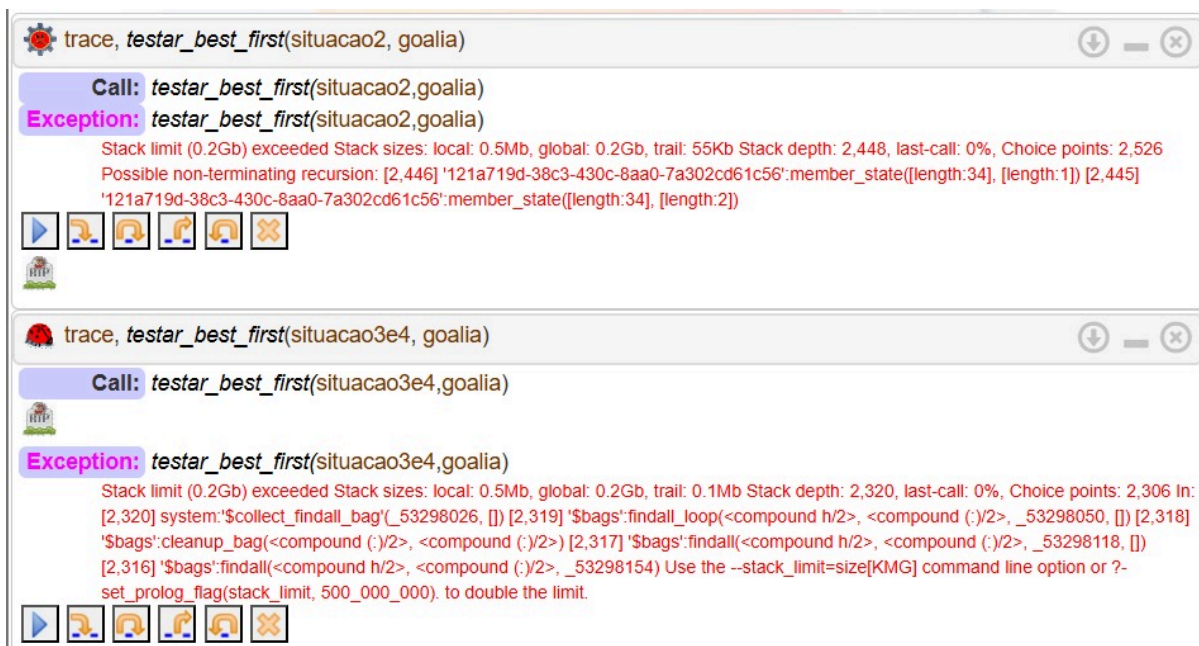 trace, testar_best_first(situacao2, goalia)
Call: testar_best_first(situacao2,goalia)
Exception: testar_best_first(situacao2,goalia)
Stack limit (0.2Gb) exceeded Stack sizes: local: 0.5Mb, global: 0.2Gb, trail: 55Kb Stack depth: 2,448, last-call: 0%, Choice points: 2,526
Possible non-terminating recursion: [2,446] '121a719d-38c3-430c-8aa0-7a302cd61c56':member_state([length:34], [length:1]) [2,445]
'121a719d-38c3-430c-8aa0-7a302cd61c56':member_state([length:34], [length:2])
RIP
trace, testar_best_first(situacao3e4, goalia)
Call: testar_best_first(situacao3e4,goalia)
RIP
Exception: testar_best_first(situacao3e4,goalia)
Stack limit (0.2Gb) exceeded Stack sizes: local: 0.5Mb, global: 0.2Gb, trail: 0.1Mb Stack depth: 2,320, last-call: 0%, Choice points: 2,306 In:
[2,320] system:'$collect_findall_bag'(_53298026, []) [2,319] '$bags':findall_loop(<compound h/2>, <compound (:)/2>, _53298050, []) [2,318]
'$bags':cleanup_bag(<compound (:)/2>, <compound (:)/2>) [2,317] '$bags':findall(<compound h/2>, <compound (:)/2>, _53298118, [])
[2,316] '$bags':findall(<compound h/2>, <compound (:)/2>, _53298154) Use the --stack_limit=size[KMG] command line option or ?-
set_prolog_flag(stack_limit, 500_000_000). to double the limit.